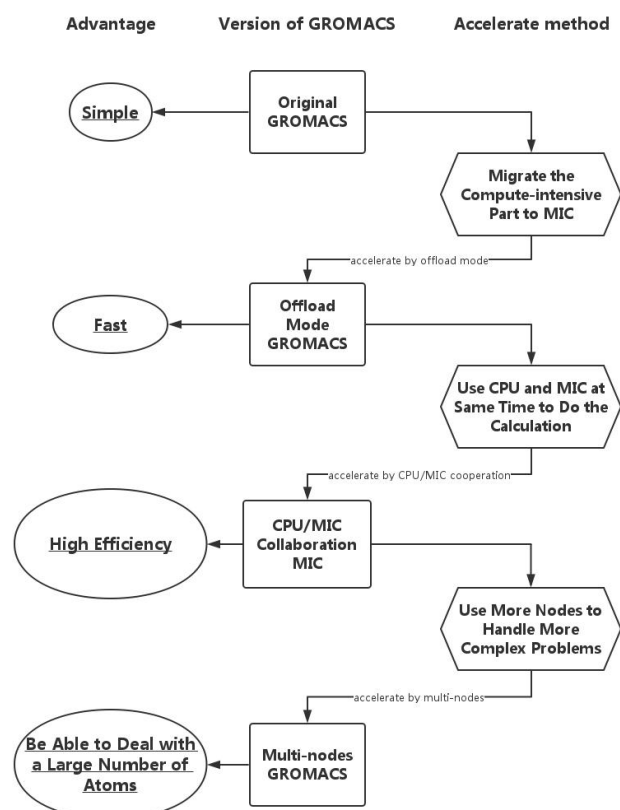 Advantage
Version of GROMACS
Accelerate method
Simple
Original
GROMACS
Migrate the
Compute-intensive
Part to MIC
accelerate by offload mode
Fast
Offload
Mode
GROMACS
Use CPU and MIC at
Same Time to Do the
Calculation
accelerate by CPU/MIC cooperation
High Efficiency
CPU/MIC
Collaboration
MIC
Use More Nodes to
Handle More
Complex Problems
accelerate by multi-nodes
Be Able to Deal with
a Large Number of
Atoms
Multi-nodes
GROMACS